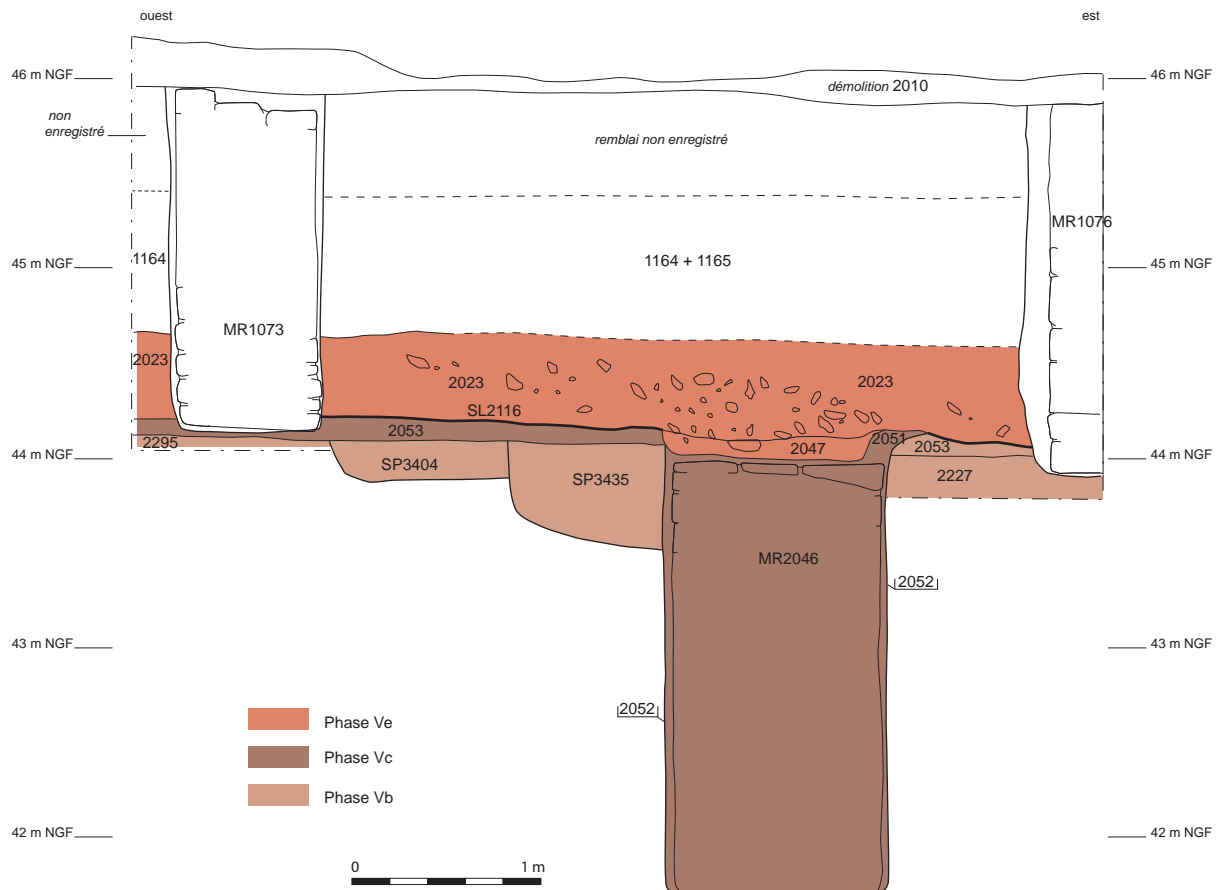 ouest
est
46 m NGF
46 m NGF
démolition 2010
non
enregistré
remblai non enregistré
MR1076
1164
1164 + 1165
45 m NGF
45 m NGF
MR1073
2023
2023
2023
SL2116
2053
2051
2053
2295
2047
44 m NGF
44 m NGF
SP3404
SP3435
2227
MR2046
2052
43 m NGF
43 m NGF
2052
Phase Ve
Phase Vc
Phase Vb
42 m NGF
42 m NGF
0
1 m